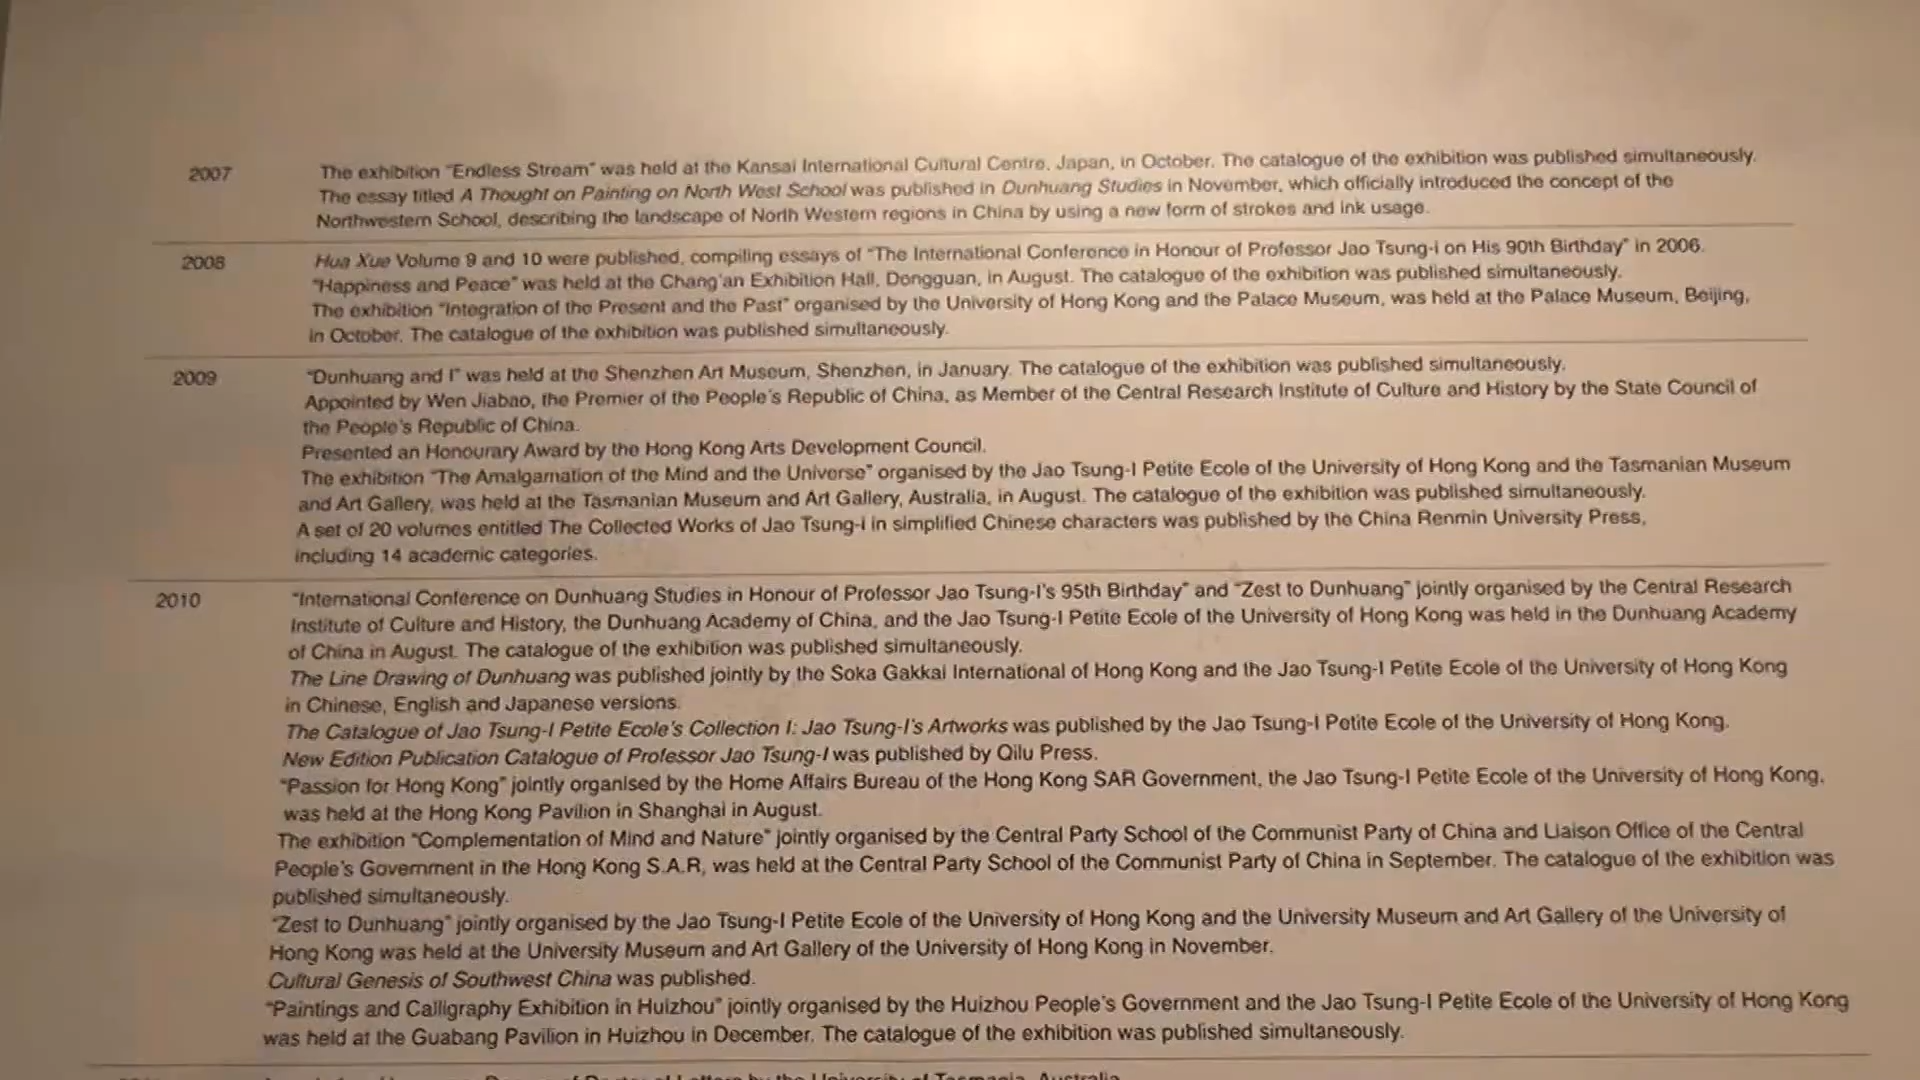 2007 The exhibition "Endless Stream" was held at the Kansai International Cultural Centre, Japan, in October. The catalogue of the exhibition was published simultaneously.
The essay titled A Thought on Painting on North West School was published in Dunhuang Studies in November, which officially introduced the concept of the
Northwestern School, describing the landscape of North Western regions in China by using a new form of strokes and ink usage.
2008 Hua Xue Volume 9 and 10 were published, compiling essays of "The International Conference in Honour of Professor Jao Tsung-i on His 90th Birthday" in 2006.
"Happiness and Peace" was held at the Chang'an Exhibition Hall, Dongguan, in August. The catalogue of the exhibition was published simultaneously.
The exhibition "Integration of the Present and the Past" organised by the University of Hong Kong and the Palace Museum, was held at the Palace Museum, Beijing,
in October. The catalogue of the exhibition was published simultaneously.
2009 "Dunhuang and I" was held at the Shenzhen Art Museum, Shenzhen, in January. The catalogue of the exhibition was published simultaneously.
Appointed by Wen Jiabao, the Premier of the People's Republic of China, as Member of the Central Research Institute of Culture and History by the State Council of
the People's Republic of China.
Presented an Honourary Award by the Hong Kong Arts Development Council.
The exhibition "The Amalgamation of the Mind and the Universe" organised by the Jao Tsung-I Petite Ecole of the University of Hong Kong and the Tasmanian Museum
and Art Gallery, was held at the Tasmanian Museum and Art Gallery, Australia, in August. The catalogue of the exhibition was published simultaneously.
A set of 20 volumes entitled The Collected Works of Jao Tsung-i in simplified Chinese characters was published by the China Renmin University Press,
including 14 academic categories.
2010 "International Conference on Dunhuang Studies in Honour of Professor Jao Tsung-I's 95th Birthday" and "Zest to Dunhuang" jointly organised by the Central Research
Institute of Culture and History, the Dunhuang Academy of China, and the Jao Tsung-I Petite Ecole of the University of Hong Kong was held in the Dunhuang Academy
of China in August. The catalogue of the exhibition was published simultaneously.
The Line Drawing of Dunhuang was published jointly by the Soka Gakkai International of Hong Kong and the Jao Tsung-I Petite Ecole of the University of Hong Kong
in Chinese, English and Japanese versions.
The Catalogue of Jao Tsung-I Petite Ecole's Collection I: Jao Tsung-I's Artworks was published by the Jao Tsung-I Petite Ecole of the University of Hong Kong.
New Edition Publication Catalogue of Professor Jao Tsung-I was published by Qilu Press.
"Passion for Hong Kong" jointly organised by the Home Affairs Bureau of the Hong Kong SAR Government, the Jao Tsung-I Petite Ecole of the University of Hong Kong,
was held at the Hong Kong Pavilion in Shanghai in August.
The exhibition "Complementation of Mind and Nature" jointly organised by the Central Party School of the Communist Party of China and Liaison Office of the Central
People's Government in the Hong Kong S.A.R, was held at the Central Party School of the Communist Party of China in September. The catalogue of the exhibition was
published simultaneously.
"Zest to Dunhuang" jointly organised by the Jao Tsung-I Petite Ecole of the University of Hong Kong and the University Museum and Art Gallery of the University of
Hong Kong was held at the University Museum and Art Gallery of the University of Hong Kong in November.
Cultural Genesis of Southwest China was published.
"Paintings and Calligraphy Exhibition in Huizhou" jointly organised by the Huizhou People's Government and the Jao Tsung-I Petite Ecole of the University of Hong Kong
was held at the Guabang Pavilion in Huizhou in December. The catalogue of the exhibition was published simultaneously.
by the University of Tasmania, Australia